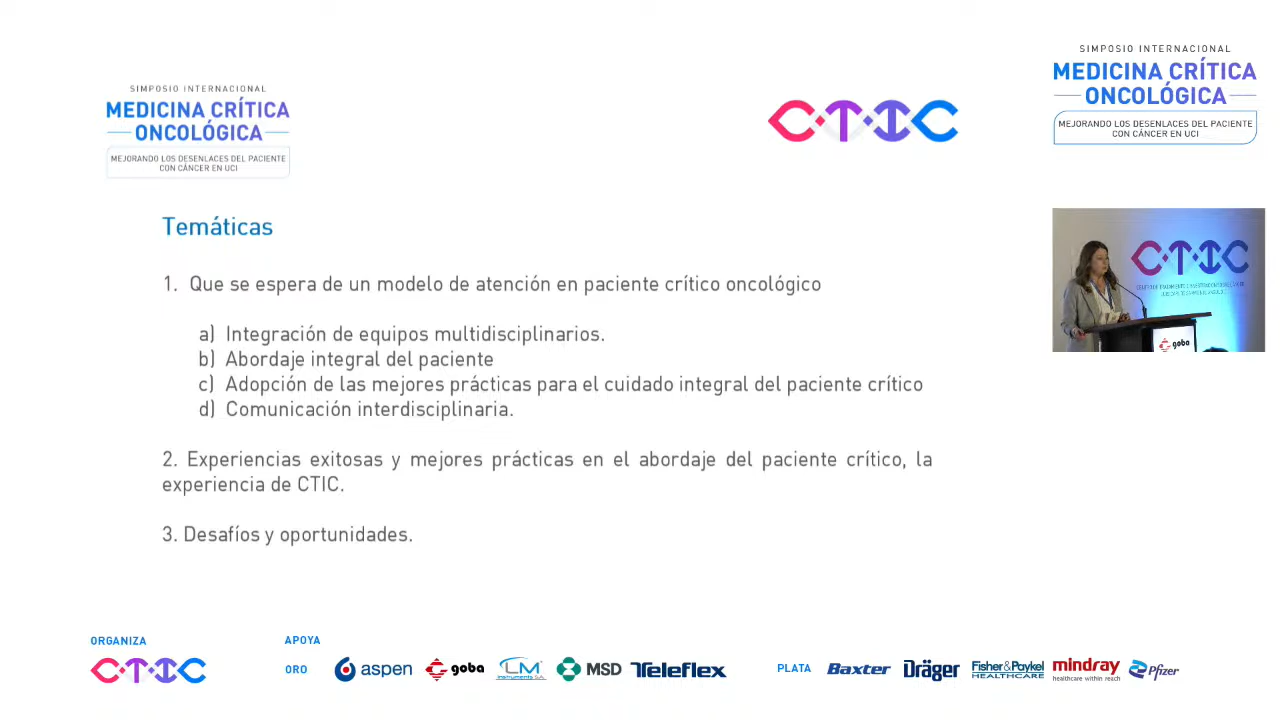 SIMPOSIO INTERNACIONAL
MEDICINA CRÍTICA
ONCOLÓGICA
MEJORANDO LOS DESENLACES DEL PACIENTE
CON CÁNCER EN UCI
CTIC
SIMPOSIO INTERNACIONAL
MEDICINA CRÍTICA
ONCOLÓGICA
MEJORANDO LOS DESENLACES DEL PACIENTE
CON CÁNCER EN UCI
Temáticas
1. Que se espera de un modelo de atención en paciente crítico oncológico
a) Integración de equipos multidisciplinarios.
b) Abordaje integral del paciente
c) Adopción de las mejores prácticas para el cuidado integral del paciente crítico
d) Comunicación interdisciplinaria.
2. Experiencias exitosas y mejores prácticas en el abordaje del paciente crítico, la
experiencia de CTIC.
3. Desafíos y oportunidades.
CTIC
goba
ORGANIZA
CTIC
APOYA
ORO
aspen
goba
LM
instruments S.A.
MSD
Teleflex
PLATA
Baxter
Dräger
Fisher&Paykel
HEALTHCARE
mindray
healthcare within reach
Pfizer